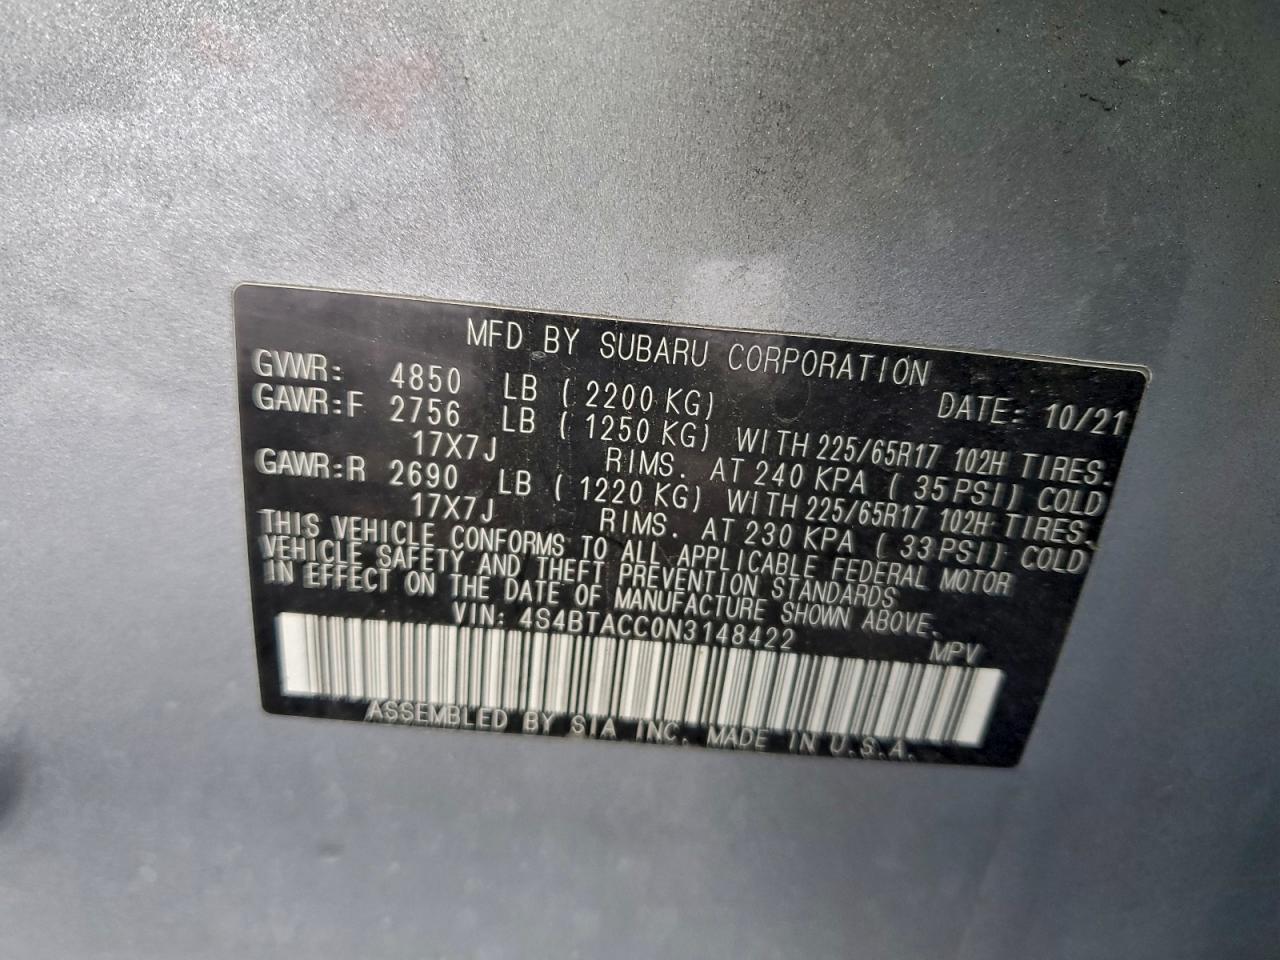 MFD BY SUBARU CORPORATION
GVWR: 4850 LB ( 2200 KG) DATE: 10/21
GAWR:F 2756 LB ( 1250 KG) WITH 225/65R17 102H TIRES.
17X7J RIMS. AT 240 KPA ( 35 PSI) COLD
GAWR:R 2690 LB ( 1220 KG) WITH 225/65R17 102H TIRES.
17X7J RIMS. AT 230 KPA ( 33 PSI) COLD
THIS VEHICLE CONFORMS TO ALL APPLICABLE FEDERAL MOTOR
VEHICLE SAFETY AND THEFT PREVENTION STANDARDS
IN EFFECT ON THE DATE OF MANUFACTURE SHOWN ABOVE.
VIN: 4S4BTACC0N3148422 MPV
ASSEMBLED BY SIA INC. MADE IN U.S.A.